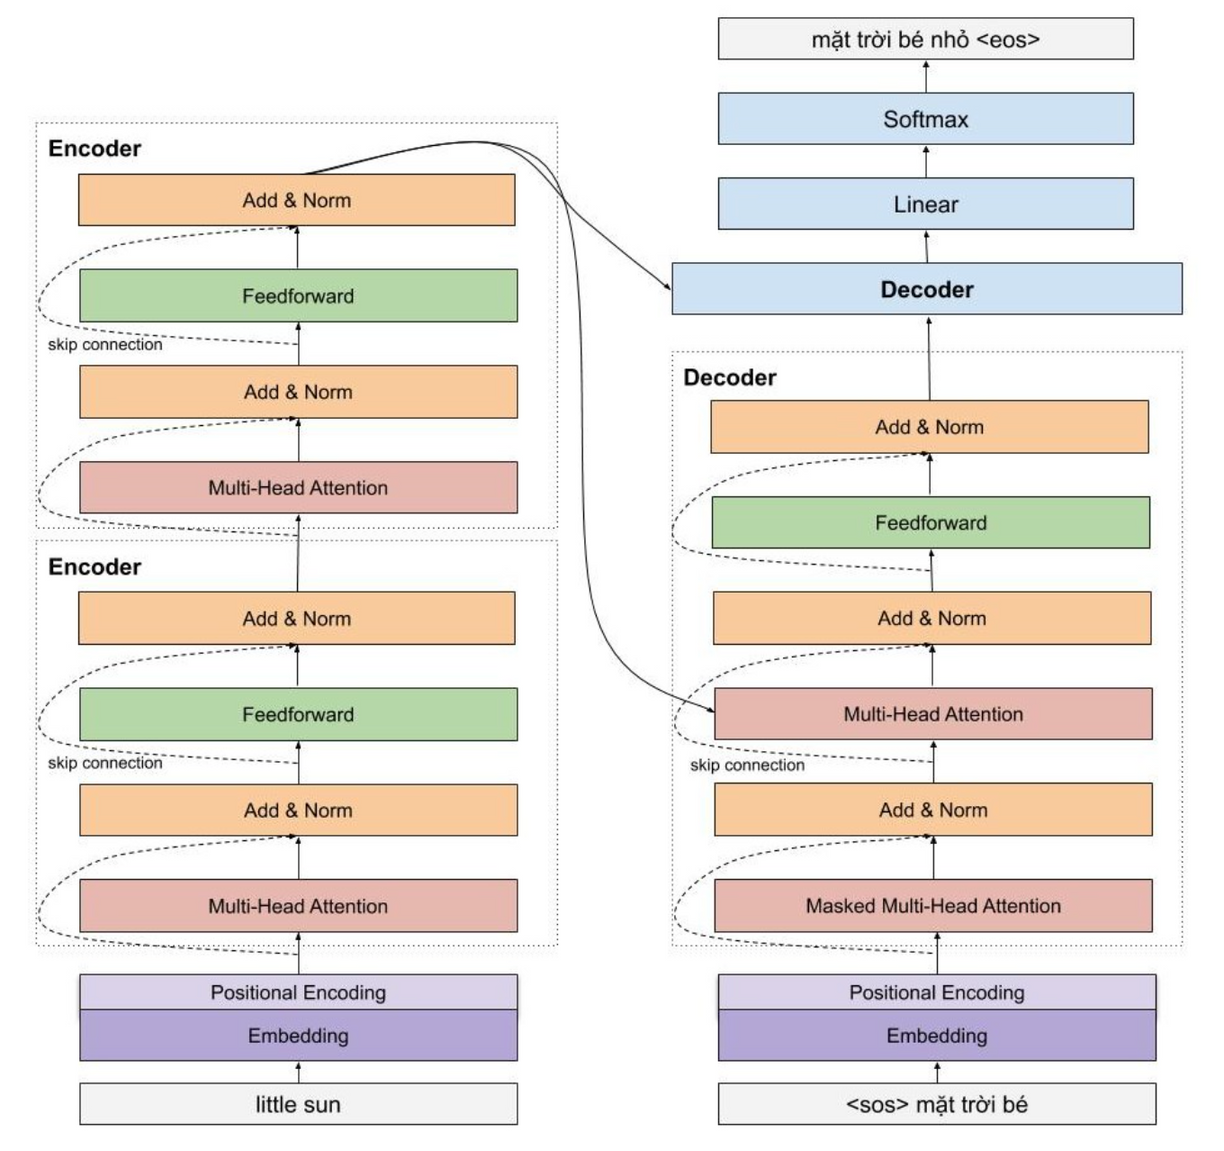 mặt trời bé nhỏ <eos>
Softmax
Linear
Decoder
Encoder
Add & Norm
Feedforward
skip connection
Add & Norm
Multi-Head Attention
Encoder
Add & Norm
Feedforward
skip connection
Add & Norm
Multi-Head Attention
Positional Encoding
Embedding
little sun
Decoder
Add & Norm
Feedforward
Add & Norm
Multi-Head Attention
skip connection
Add & Norm
Masked Multi-Head Attention
Positional Encoding
Embedding
<sos> mặt trời bé